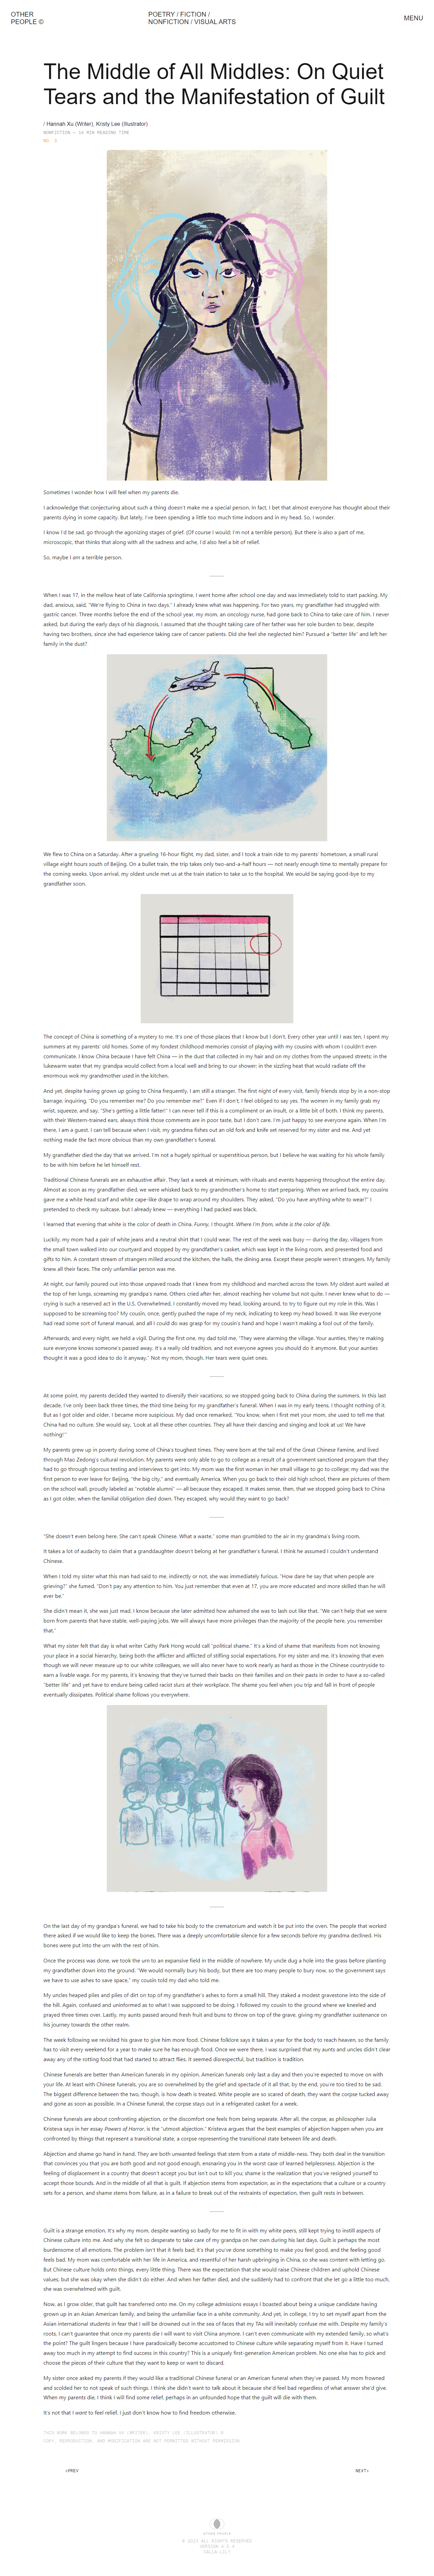 OTHER
PEOPLE ©
POETRY / FICTION /
NONFICTION / VISUAL ARTS
MENU
The Middle of All Middles: On Quiet
Tears and the Manifestation of Guilt
/ Hannah Xu (Writer), Kristy Lee (Illustrator)
NONFICTION — 14 MIN READING TIME
NO. 3
Sometimes I wonder how I will feel when my parents die.
I acknowledge that conjecturing about such a thing doesn't make me a special person. In fact, I bet that almost everyone has thought about their
parents dying in some capacity. But lately, I've been spending a little too much time indoors and in my head. So, I wonder.
I know I'd be sad, go through the agonizing stages of grief. (Of course I would; I'm not a terrible person). But there is also a part of me,
microscopic, that thinks that along with all the sadness and ache, I'd also feel a bit of relief.
So, maybe I am a terrible person.
When I was 17, in the mellow heat of late California springtime, I went home after school one day and was immediately told to start packing. My
dad, anxious, said, "We're flying to China in two days." I already knew what was happening. For two years, my grandfather had struggled with
gastric cancer. Three months before the end of the school year, my mom, an oncology nurse, had gone back to China to take care of him. I never
asked, but during the early days of his diagnosis, I assumed that she thought taking care of her father was her sole burden to bear, despite
having two brothers, since she had experience taking care of cancer patients. Did she feel she neglected him? Pursued a "better life" and left her
family in the dust?
We flew to China on a Saturday. After a grueling 16-hour flight, my dad, sister, and I took a train ride to my parents' hometown, a small rural
village eight hours south of Beijing. On a bullet train, the trip takes only two-and-a-half hours — not nearly enough time to mentally prepare for
the coming weeks. Upon arrival, my oldest uncle met us at the train station to take us to the hospital. We would be saying good-bye to my
grandfather soon.
The concept of China is something of a mystery to me. It's one of those places that I know but I don't. Every other year until I was ten, I spent my
summers at my parents' old homes. Some of my fondest childhood memories consist of playing with my cousins with whom I couldn't even
communicate. I know China because I have felt China — in the dust that collected in my hair and on my clothes from the unpaved streets; in the
lukewarm water that my grandpa would collect from a local well and bring to our shower; in the sizzling heat that would radiate off the
enormous wok my grandmother used in the kitchen.
And yet, despite having grown up going to China frequently, I am still a stranger. The first night of every visit, family friends stop by in a non-stop
barrage, inquiring, "Do you remember me? Do you remember me?" Even if I don't, I feel obliged to say yes. The women in my family grab my
wrist, squeeze, and say, "She's getting a little fatter!" I can never tell if this is a compliment or an insult, or a little bit of both. I think my parents,
with their Western-tinted ears, always think those comments are in poor taste, but I don't care. I'm just happy to see everyone again. When I'm
there, I am a guest. I can tell because when I visit, my grandma fishes out an old fork and knife set reserved for my sister and me. And yet
nothing made the fact more obvious than my own grandfather's funeral.
My grandfather died the day that we arrived. I'm not a hugely spiritual or superstitious person, but I believe he was waiting for his whole family
to be with him before he let himself rest.
Traditional Chinese funerals are an exhaustive affair. They last a week at minimum, with rituals and events happening throughout the entire day.
Almost as soon as my grandfather died, we were whisked back to my grandmother's home to start preparing. When we arrived back, my cousins
gave me a white head scarf and white cape-like drape to wrap around my shoulders. They asked, "Do you have anything white to wear?" I
pretended to check my suitcase, but I already knew — everything I had packed was black.
I learned that evening that white is the color of death in China. Funny, I thought. Where I'm from, white is the color of life.
Luckily, my mom had a pair of white jeans and a neutral shirt that I could wear. The rest of the week was busy — during the day, villagers from
the small town walked into our courtyard and stopped by my grandfather's casket, which was kept in the living room, and presented food and
gifts to him. A constant stream of strangers milled around the kitchen, the halls, the dining area. Except these people weren't strangers. My family
knew all their faces. The only unfamiliar person was me.
At night, our family poured out into those unpaved roads that I knew from my childhood and marched across the town. My oldest aunt wailed at
the top of her lungs, screaming my grandpa's name. Others cried after her, almost reaching her volume but not quite. I never knew what to do —
crying is such a reserved act in the U.S. Overwhelmed, I constantly moved my head, looking around, to try to figure out my role in this. Was I
supposed to be screaming too? My cousin, once, gently pushed the nape of my neck, indicating to keep my head bowed. It was like everyone
had read some sort of funeral manual, and all I could do was grasp for my cousin's hand and hope I wasn't making a fool out of the family.
Afterwards, and every night, we held a vigil. During the first one, my dad told me, "They were alarming the village. Your aunties, they're making
sure everyone knows someone's passed away. It's a really old tradition, and not everyone agrees you should do it anymore. But your aunties
thought it was a good idea to do it anyway." Not my mom, though. Her tears were quiet ones.
At some point, my parents decided they wanted to diversify their vacations, so we stopped going back to China during the summers. In this last
decade, I've only been back three times, the third time being for my grandfather's funeral. When I was in my early teens, I thought nothing of it.
But as I got older and older, I became more suspicious. My dad once remarked, "You know, when I first met your mom, she used to tell me that
China had no culture. She would say, 'Look at all these other countries. They all have their dancing and singing and look at us! We have
nothing!'"
My parents grew up in poverty during some of China's toughest times. They were born at the tail end of the Great Chinese Famine, and lived
through Mao Zedong's cultural revolution. My parents were only able to go to college as a result of a government sanctioned program that they
had to go through rigorous testing and interviews to get into. My mom was the first woman in her small village to go to college; my dad was the
first person to ever leave for Beijing, "the big city," and eventually America. When you go back to their old high school, there are pictures of them
on the school wall, proudly labeled as "notable alumni" — all because they escaped. It makes sense, then, that we stopped going back to China
as I got older, when the familial obligation died down. They escaped, why would they want to go back?
"She doesn't even belong here. She can't speak Chinese. What a waste," some man grumbled to the air in my grandma's living room.
It takes a lot of audacity to claim that a granddaughter doesn't belong at her grandfather's funeral. I think he assumed I couldn't understand
Chinese.
When I told my sister what this man had said to me, indirectly or not, she was immediately furious. "How dare he say that when people are
grieving?" she fumed. "Don't pay any attention to him. You just remember that even at 17, you are more educated and more skilled than he will
ever be."
She didn't mean it, she was just mad. I know because she later admitted how ashamed she was to lash out like that. "We can't help that we were
born from parents that have stable, well-paying jobs. We will always have more privileges than the majority of the people here, you remember
that."
What my sister felt that day is what writer Cathy Park Hong would call "political shame." It's a kind of shame that manifests from not knowing
your place in a social hierarchy, being both the afflicter and afflicted of stifling social expectations. For my sister and me, it's knowing that even
though we will never measure up to our white colleagues, we will also never have to work nearly as hard as those in the Chinese countryside to
earn a livable wage. For my parents, it's knowing that they've turned their backs on their families and on their pasts in order to have a so-called
"better life" and yet have to endure being called racist slurs at their workplace. The shame you feel when you trip and fall in front of people
eventually dissipates. Political shame follows you everywhere.
On the last day of my grandpa's funeral, we had to take his body to the crematorium and watch it be put into the oven. The people that worked
there asked if we would like to keep the bones. There was a deeply uncomfortable silence for a few seconds before my grandma declined. His
bones were put into the urn with the rest of him.
Once the process was done, we took the urn to an expansive field in the middle of nowhere. My uncle dug a hole into the grass before planting
my grandfather down into the ground. "We would normally bury his body, but there are too many people to bury now, so the government says
we have to use ashes to save space," my cousin told my dad who told me.
My uncles heaped piles and piles of dirt on top of my grandfather's ashes to form a small hill. They staked a modest gravestone into the side of
the hill. Again, confused and uninformed as to what I was supposed to be doing, I followed my cousin to the ground where we kneeled and
prayed three times over. Lastly, my aunts passed around fresh fruit and buns to throw on top of the grave, giving my grandfather sustenance on
his journey towards the other realm.
The week following we revisited his grave to give him more food. Chinese folklore says it takes a year for the body to reach heaven, so the family
has to visit every weekend for a year to make sure he has enough food. Once we were there, I was surprised that my aunts and uncles didn't clear
away any of the rotting food that had started to attract flies. It seemed disrespectful, but tradition is tradition.
Chinese funerals are better than American funerals in my opinion. American funerals only last a day and then you're expected to move on with
your life. At least with Chinese funerals, you are so overwhelmed by the grief and spectacle of it all that, by the end, you're too tired to be sad.
The biggest difference between the two, though, is how death is treated. White people are so scared of death, they want the corpse tucked away
and gone as soon as possible. In a Chinese funeral, the corpse stays out in a refrigerated casket for a week.
Chinese funerals are about confronting abjection, or the discomfort one feels from being separate. After all, the corpse, as philosopher Julia
Kristeva says in her essay Powers of Horror, is the "utmost abjection." Kristeva argues that the best examples of abjection happen when you are
confronted by things that represent a transitional state, a corpse representing the transitional state between life and death.
Abjection and shame go hand in hand. They are both unwanted feelings that stem from a state of middle-ness. They both deal in the transition
that convinces you that you are both good and not good enough, ensnaring you in the worst case of learned helplessness. Abjection is the
feeling of displacement in a country that doesn't accept you but isn't out to kill you; shame is the realization that you've resigned yourself to
accept those bounds. And in the middle of all that is guilt. If abjection stems from expectation, as in the expectations that a culture or a country
sets for a person, and shame stems from failure, as in a failure to break out of the restraints of expectation, then guilt rests in between.
Guilt is a strange emotion. It's why my mom, despite wanting so badly for me to fit in with my white peers, still kept trying to instill aspects of
Chinese culture into me. And why she felt so desperate to take care of my grandpa on her own during his last days. Guilt is perhaps the most
burdensome of all emotions. The problem isn't that it feels bad; it's that you've done something to make you feel good, and the feeling good
feels bad. My mom was comfortable with her life in America, and resentful of her harsh upbringing in China, so she was content with letting go.
But Chinese culture holds onto things, every little thing. There was the expectation that she would raise Chinese children and uphold Chinese
values, but she was okay when she didn't do either. And when her father died, and she suddenly had to confront that she let go a little too much,
she was overwhelmed with guilt.
Now, as I grow older, that guilt has transferred onto me. On my college admissions essays I boasted about being a unique candidate having
grown up in an Asian American family, and being the unfamiliar face in a white community. And yet, in college, I try to set myself apart from the
Asian international students in fear that I will be drowned out in the sea of faces that my TAs will inevitably confuse me with. Despite my family's
roots, I can't guarantee that once my parents die I will want to visit China anymore. I can't even communicate with my extended family, so what's
the point? The guilt lingers because I have paradoxically become accustomed to Chinese culture while separating myself from it. Have I turned
away too much in my attempt to find success in this country? This is a uniquely first-generation American problem. No one else has to pick and
choose the pieces of their culture that they want to keep or want to discard.
My sister once asked my parents if they would like a traditional Chinese funeral or an American funeral when they've passed. My mom frowned
and scolded her to not speak of such things. I think she didn't want to talk about it because she'd feel bad regardless of what answer she'd give.
When my parents die, I think I will find some relief, perhaps in an unfounded hope that the guilt will die with them.
It's not that I want to feel relief. I just don't know how to find freedom otherwise.
THIS WORK BELONGS TO HANNAH XU (WRITER), KRISTY LEE (ILLUSTRATOR) ©
COPY, REPRODUCTION, AND MODIFICATION ARE NOT PERMITTED WITHOUT PERMISSION
<PREV
NEXT>
OTHER PEOPLE
© 2023 ALL RIGHTS RESERVED
CALLA-LILY